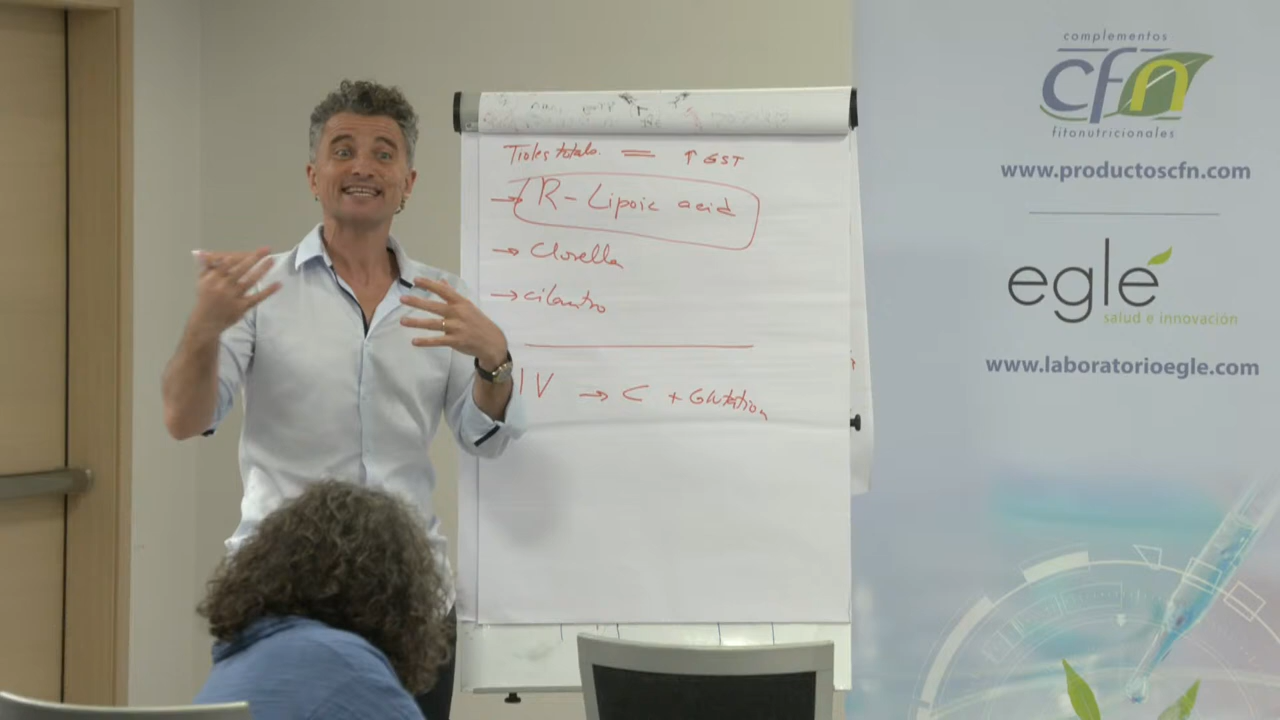 Tioles totales = ↑ GST
→ R - Lipoic acid
→ Clorella
→ cilantro
IV → C + Glutation
complementos
cfn
fitonutricionales
www.productoscfn.com
eglé
salud e innovación
www.laboratorioegle.com